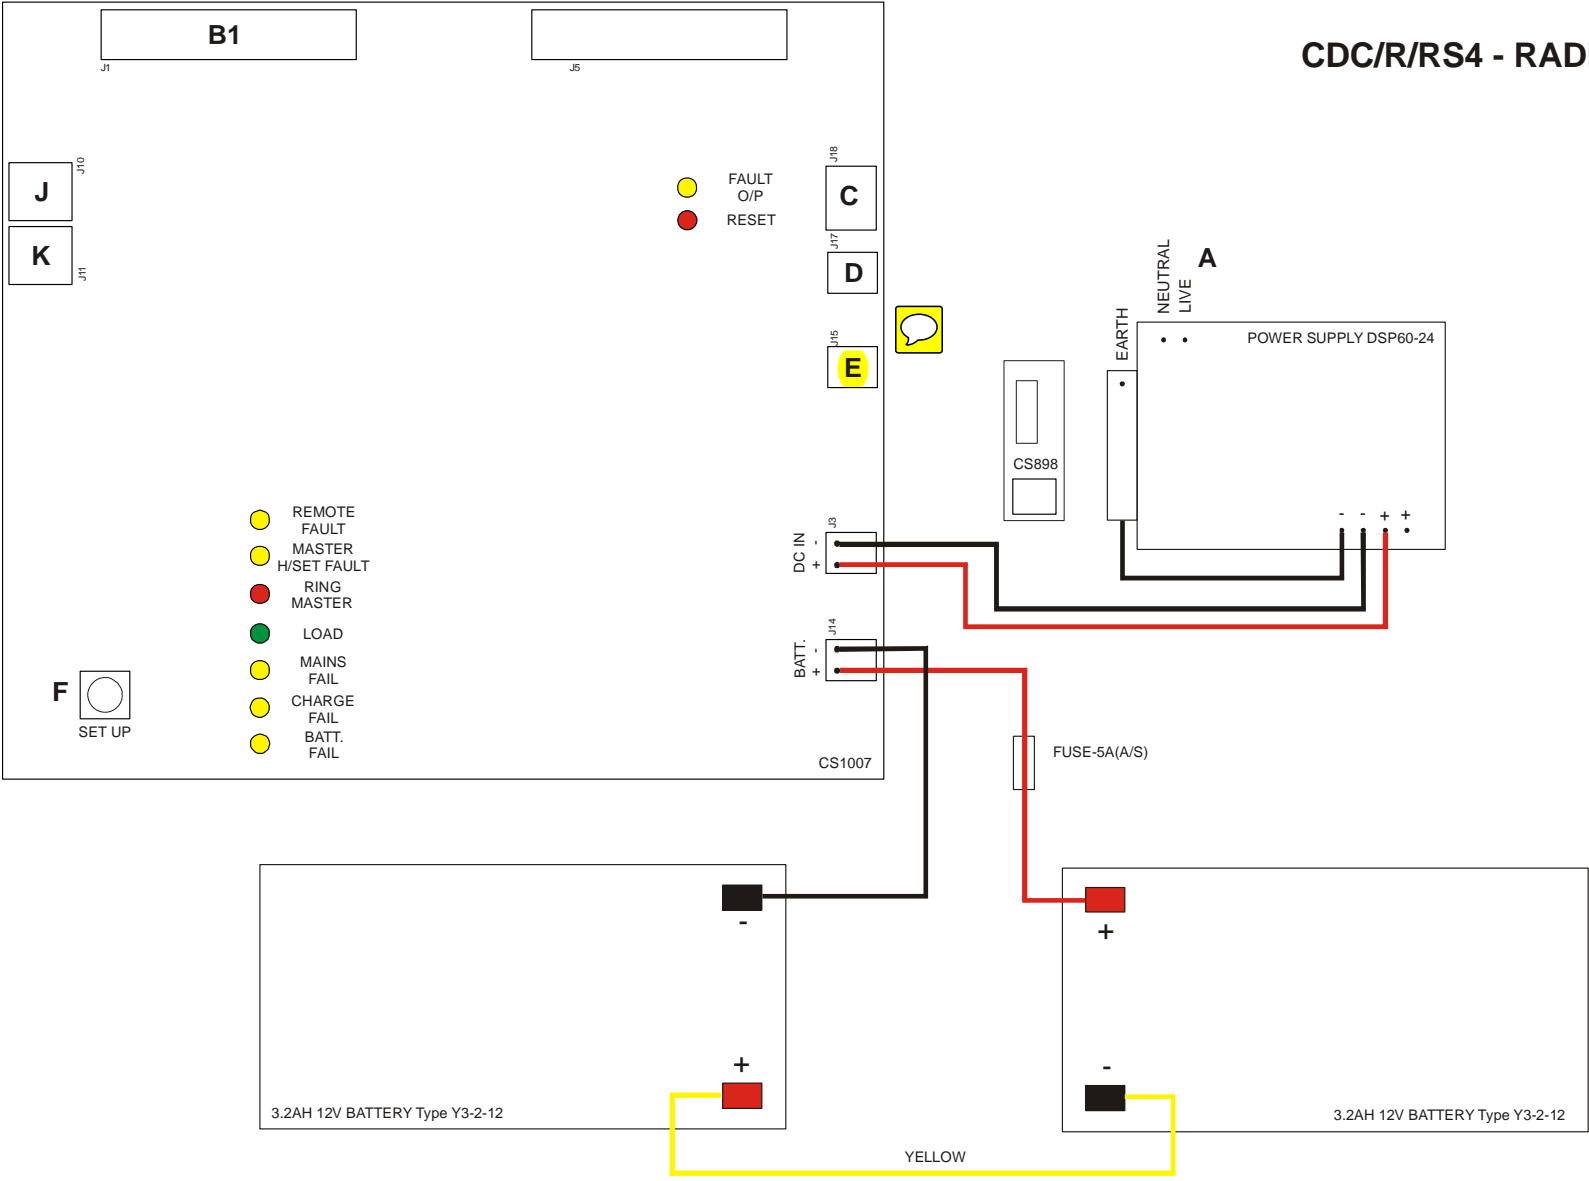 B1
J1
J5
CDC/R/RS4 - RAD
J
J10
K
J11
FAULT
O/P
RESET
J18
C
J17
D
J15
E
A
NEUTRAL
LIVE
EARTH
POWER SUPPLY DSP60-24
- - + +
CS898
REMOTE
FAULT
MASTER
H/SET FAULT
RING
MASTER
LOAD
MAINS
FAIL
CHARGE
FAIL
BATT.
FAIL
F
SET UP
J3
DC IN
-
+
J14
BATT.
-
+
CS1007
FUSE-5A(A/S)
-
+
3.2AH 12V BATTERY Type Y3-2-12
+
-
3.2AH 12V BATTERY Type Y3-2-12
YELLOW